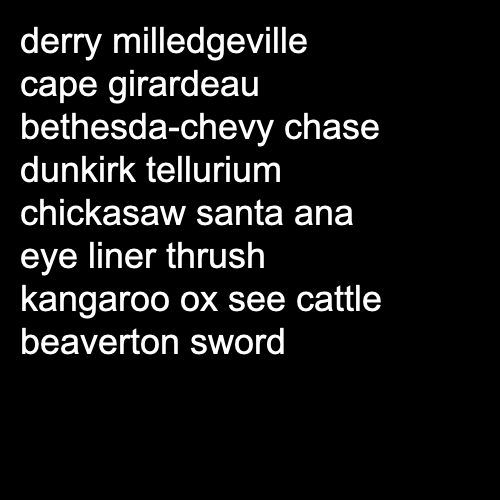 derry milledgeville
cape girardeau
bethesda-chevy chase
dunkirk tellurium
chickasaw santa ana
eye liner thrush
kangaroo ox see cattle
beaverton sword